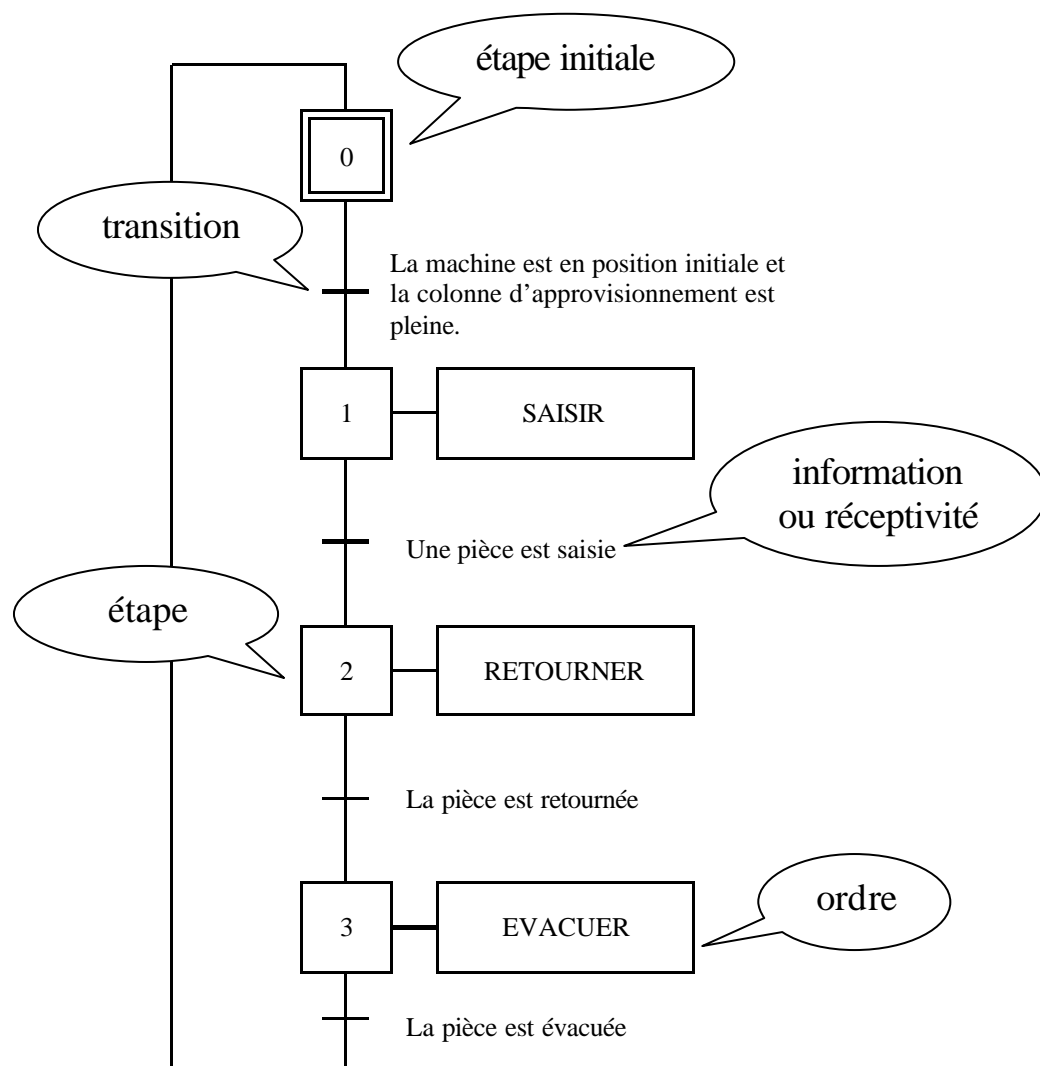 étape initiale
0
transition
La machine est en position initiale et
la colonne d'approvisionnement est
pleine.
1
SAISIR
information
ou réceptivité
Une pièce est saisie
étape
2
RETOURNER
La pièce est retournée
ordre
3
EVACUER
La pièce est évacuée